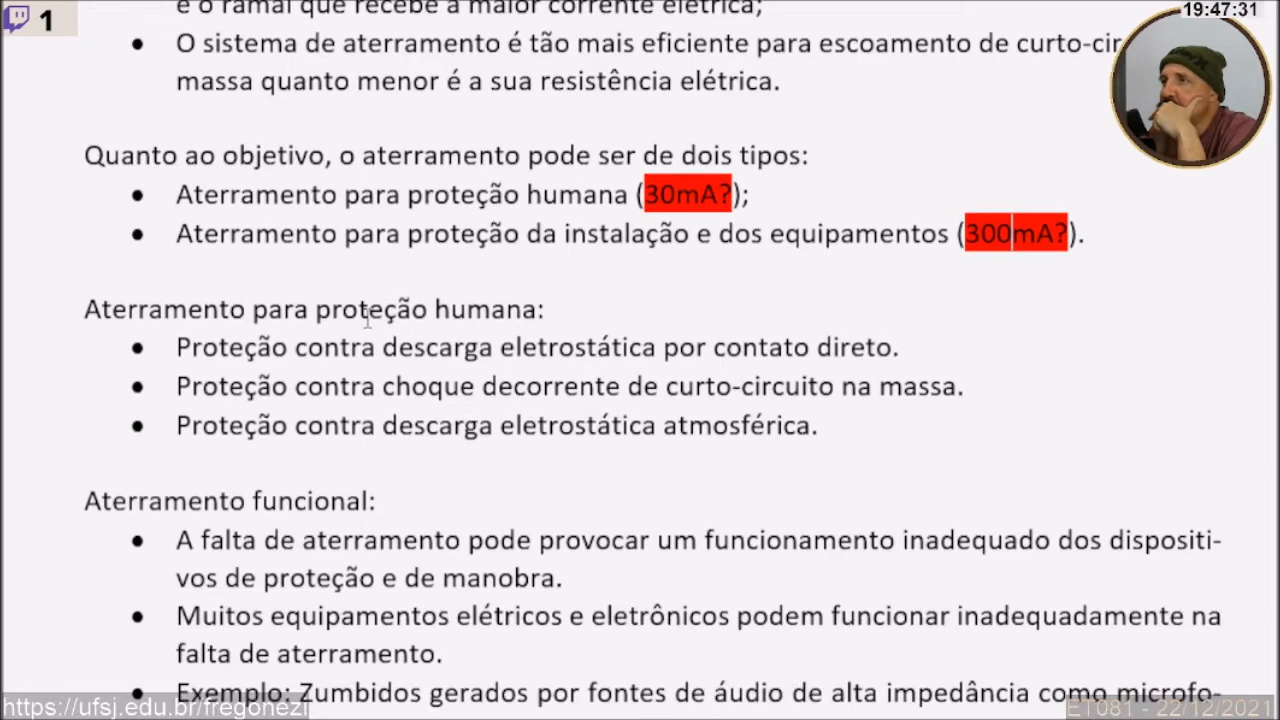 1
19:47:31
e o ramal que recebe a maior corrente elétrica;
• O sistema de aterramento é tão mais eficiente para escoamento de
massa quanto menor é a sua resistência elétrica.
Quanto ao objetivo, o aterramento pode ser de dois tipos:
• Aterramento para proteção humana (30mA?);
• Aterramento para proteção da instalação e dos equipamentos (300mA?).
Aterramento para proteção humana:
• Proteção contra descarga eletrostática por contato direto.
• Proteção contra choque decorrente de curto-circuito na massa.
• Proteção contra descarga eletrostática atmosférica.
Aterramento funcional:
• A falta de aterramento pode provocar um funcionamento inadequado dos dispositi-
vos de proteção e de manobra.
• Muitos equipamentos elétricos e eletrônicos podem funcionar inadequadamente na
falta de aterramento.
• Exemplo: Zumbidos gerados por fontes de áudio de alta impedância como microfo-
https://ufsj.edu.br/fregonezi
ET081 - 22/12/2021